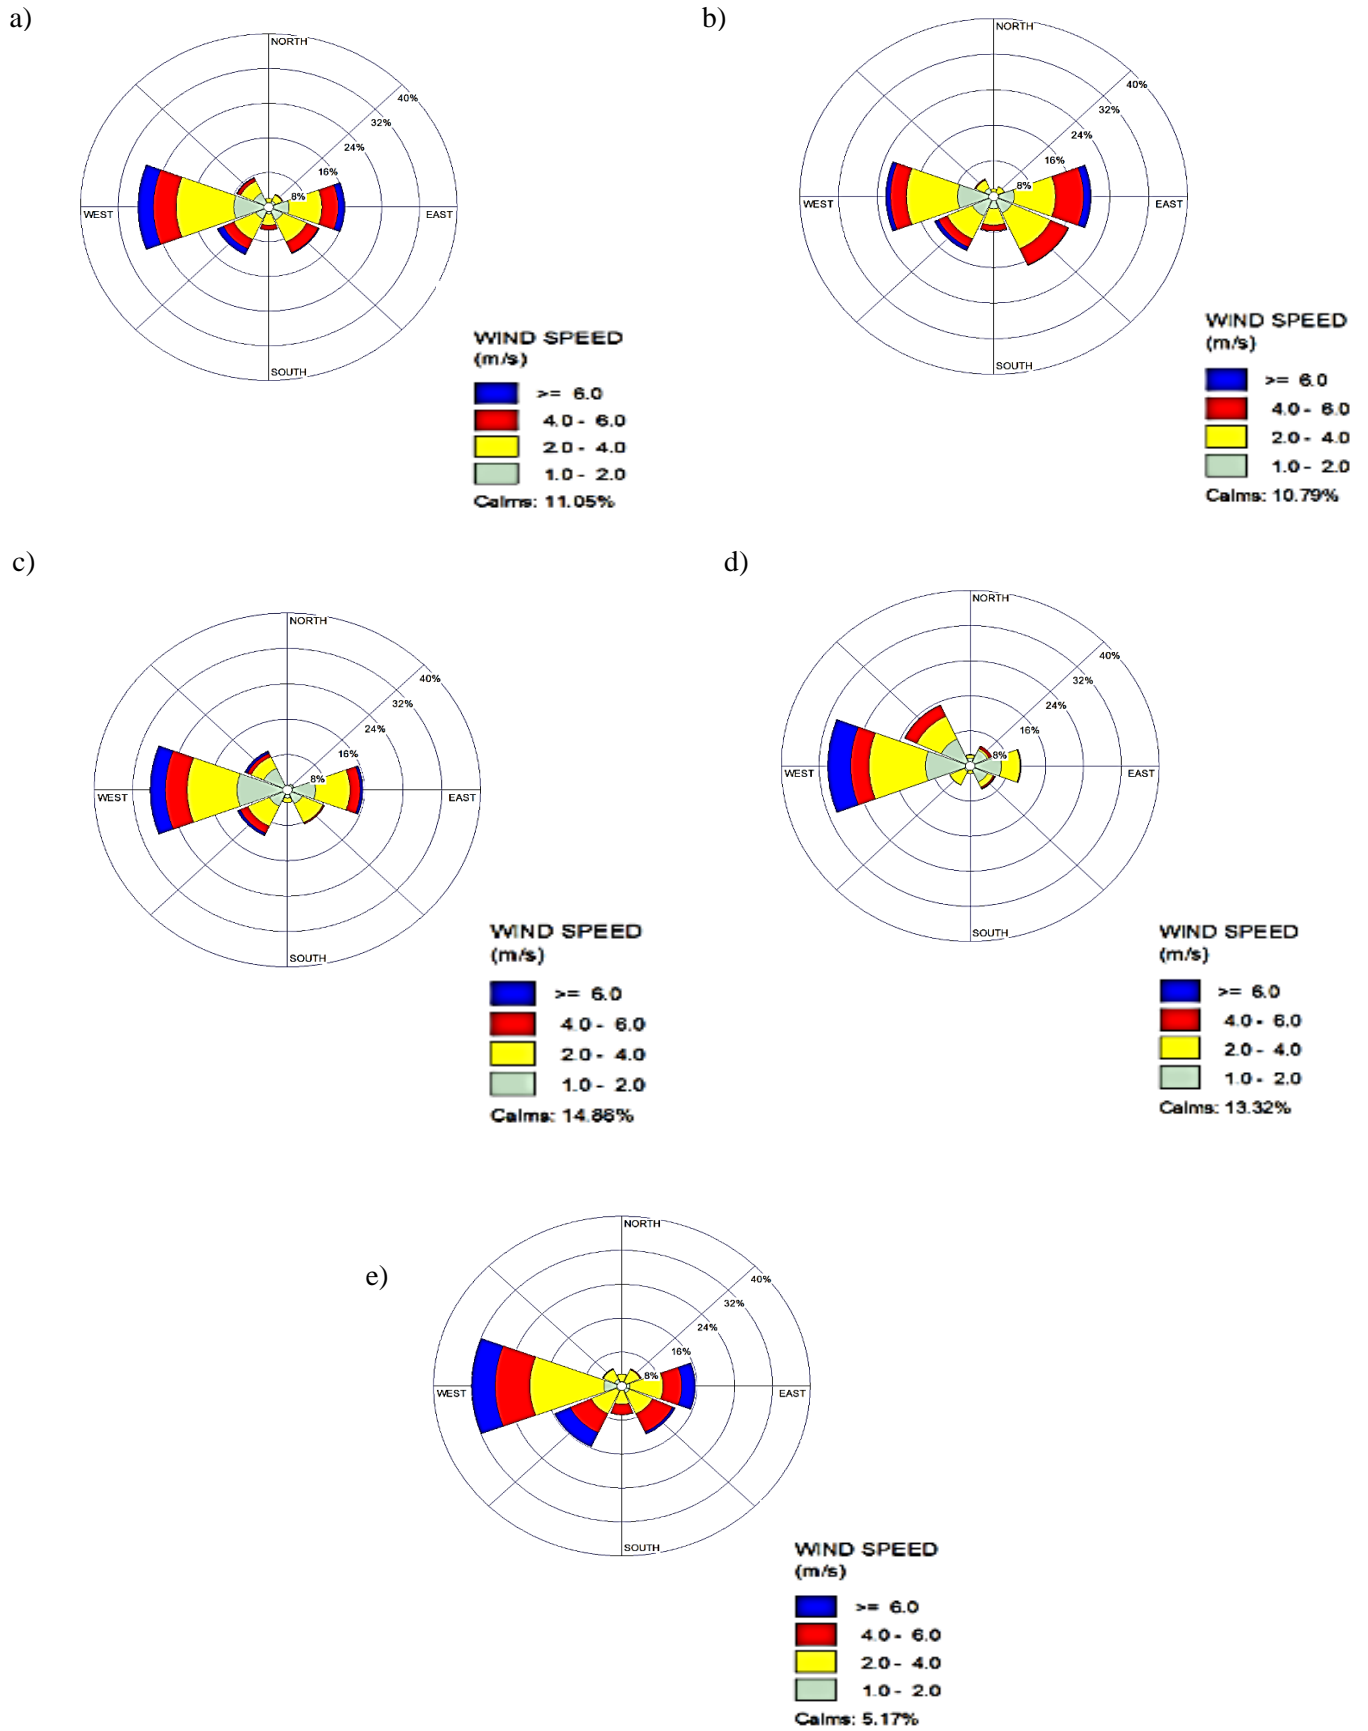 a)
NORTH
40%
32%
24%
16%
8%
WEST
EAST
SOUTH
WIND SPEED
(m/s)
>= 6.0
4.0 - 6.0
2.0 - 4.0
1.0 - 2.0
Calms: 11.05%
b)
NORTH
40%
32%
24%
16%
8%
WEST
EAST
SOUTH
WIND SPEED
(m/s)
>= 6.0
4.0 - 6.0
2.0 - 4.0
1.0 - 2.0
Calms: 10.79%
c)
NORTH
40%
32%
24%
16%
8%
WEST
EAST
SOUTH
WIND SPEED
(m/s)
>= 6.0
4.0 - 6.0
2.0 - 4.0
1.0 - 2.0
Calms: 14.86%
d)
NORTH
40%
32%
24%
16%
8%
WEST
EAST
SOUTH
WIND SPEED
(m/s)
>= 6.0
4.0 - 6.0
2.0 - 4.0
1.0 - 2.0
Calms: 13.32%
e)
NORTH
40%
32%
24%
16%
8%
WEST
EAST
SOUTH
WIND SPEED
(m/s)
>= 6.0
4.0 - 6.0
2.0 - 4.0
1.0 - 2.0
Calms: 5.17%